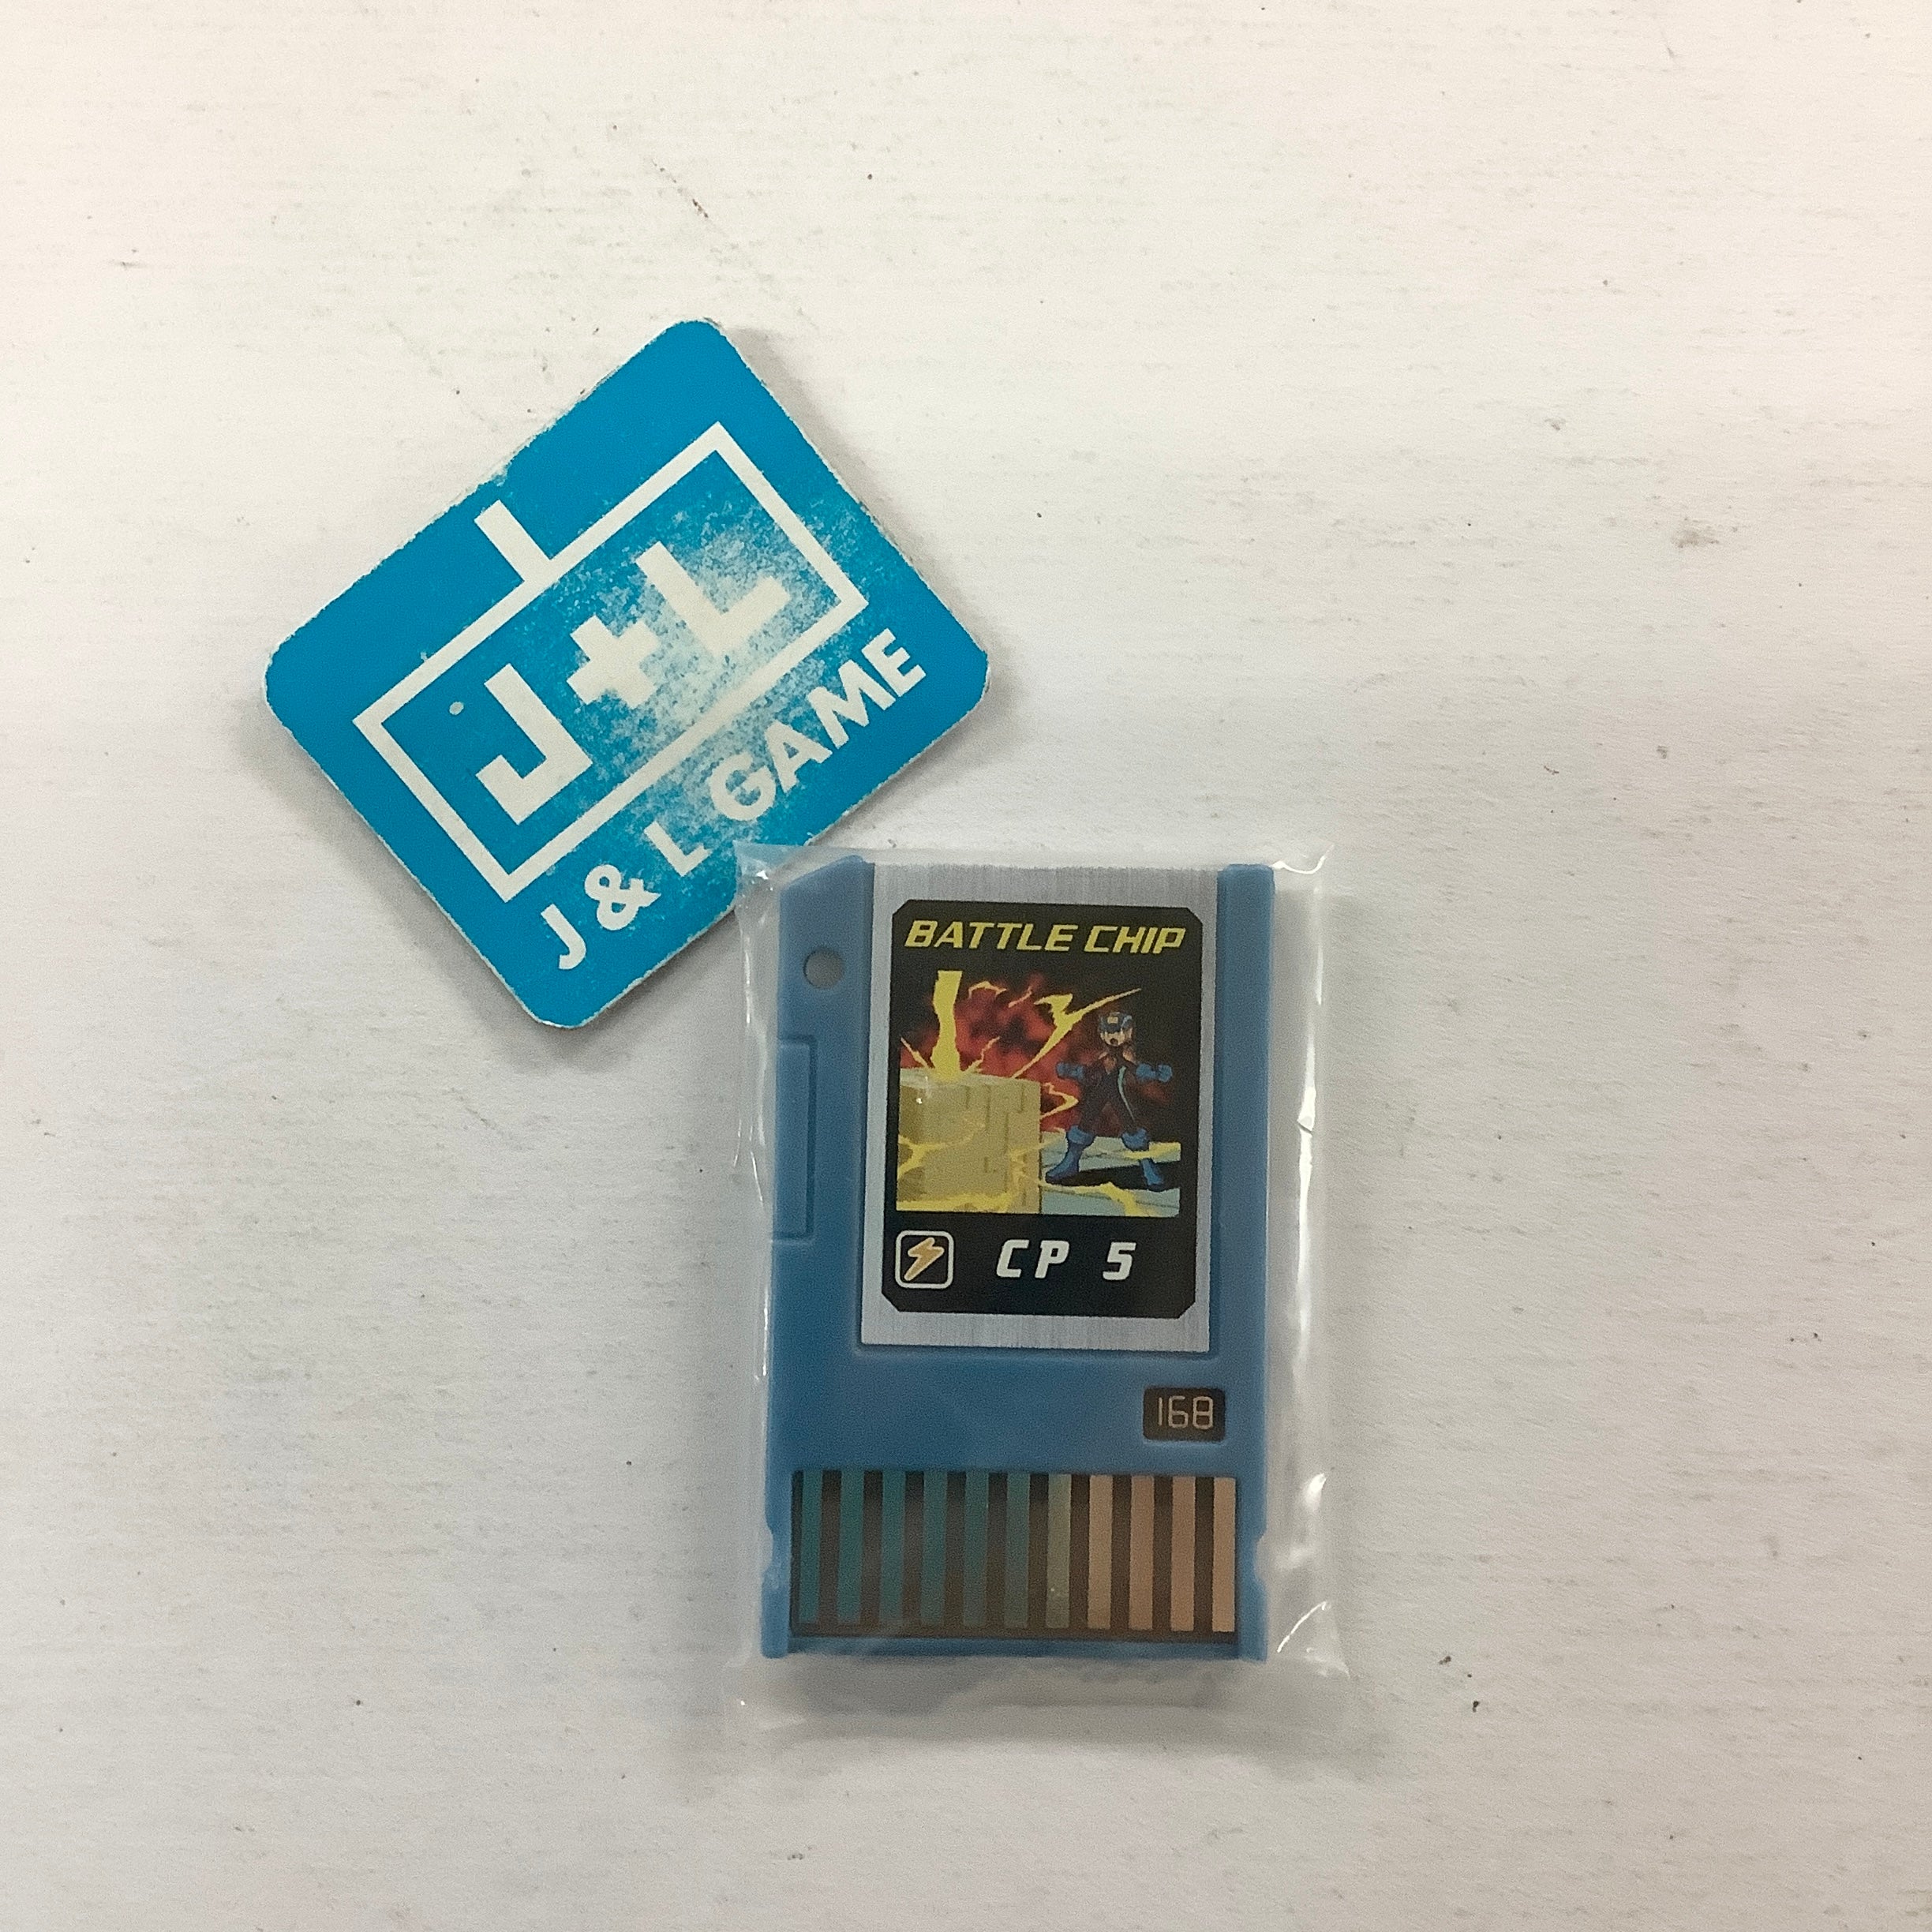 J+L
J & L GAME
BATTLE CHIP
CP 5
168